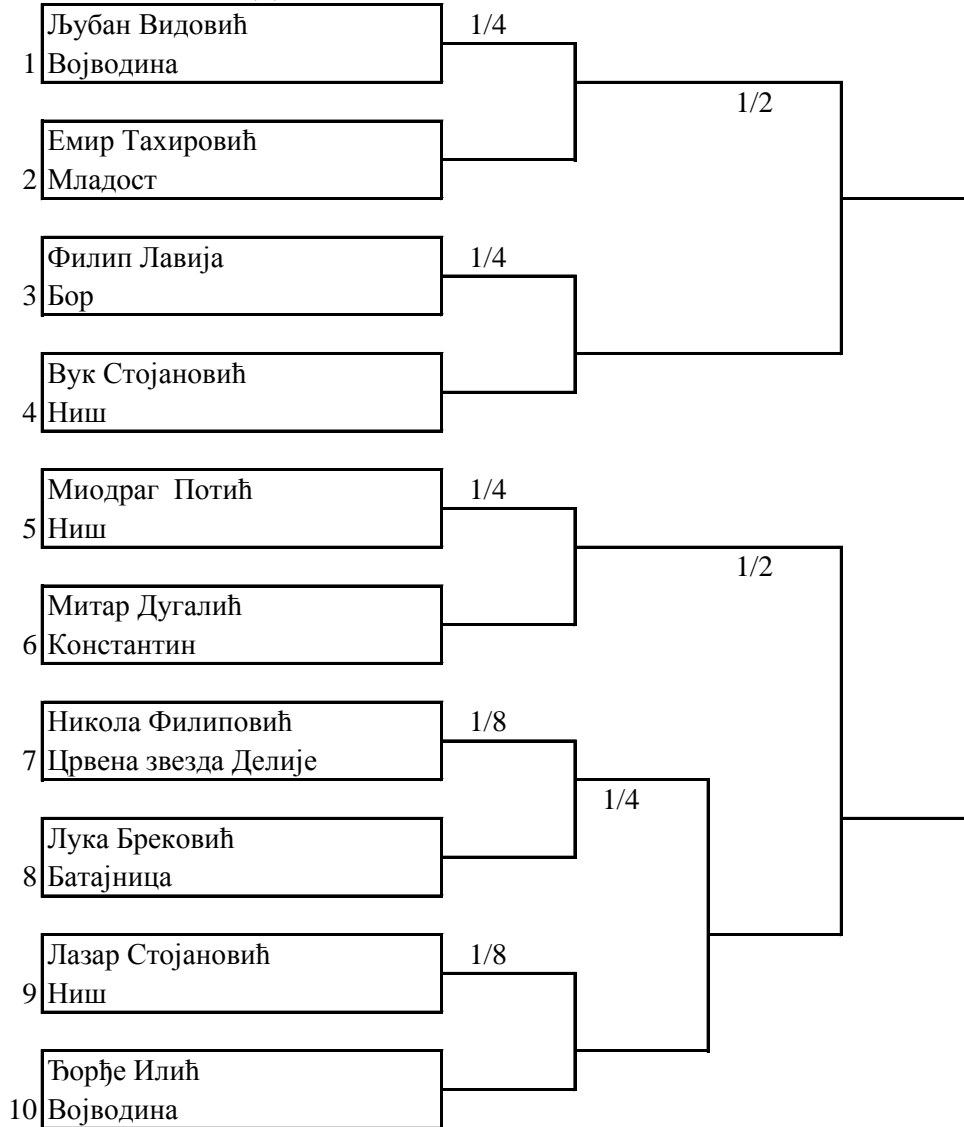 Љубан Видовић 1/4
1 Војводина
1/2
Емир Тахировић
2 Младост
Филип Лавија 1/4
3 Бор
Вук Стојановић
4 Ниш
Миодраг Потић 1/4
5 Ниш
1/2
Митар Дугалић
6 Константин
Никола Филиповић 1/8
7 Црвена звезда Делије
1/4
Лука Брековић
8 Батајница
Лазар Стојановић 1/8
9 Ниш
Ђорђе Илић
10 Војводина